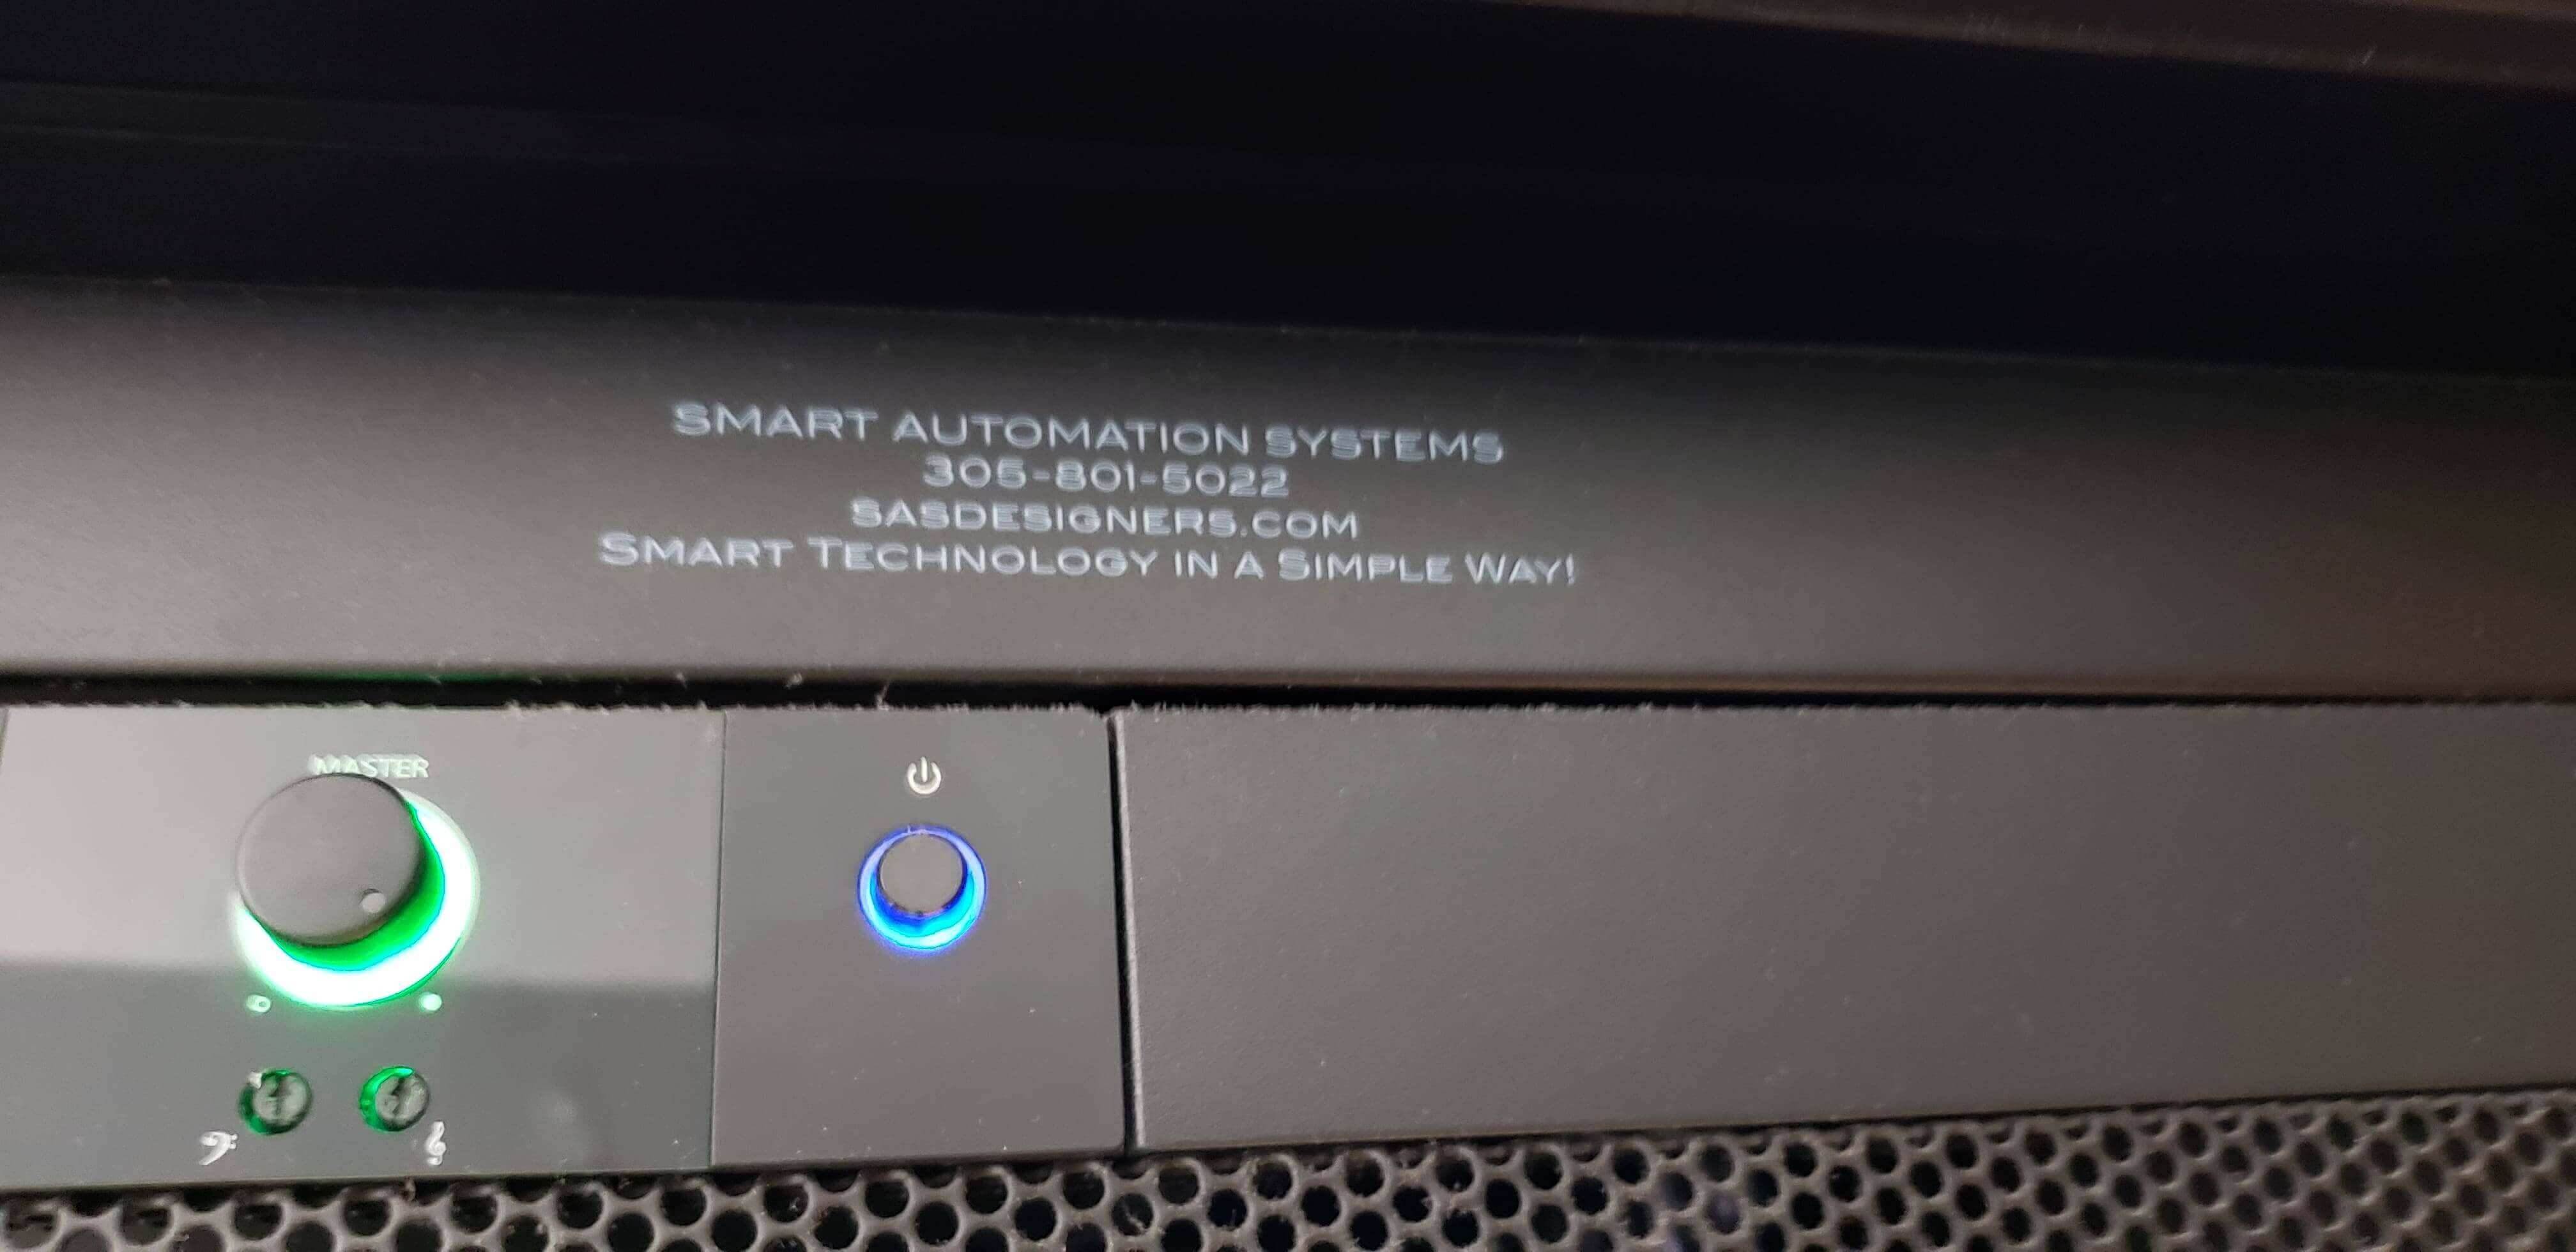 SMART AUTOMATION SYSTEMS
305-801-5022
SASDESIGNERS.COM
SMART TECHNOLOGY IN A SIMPLE WAY!
MASTER